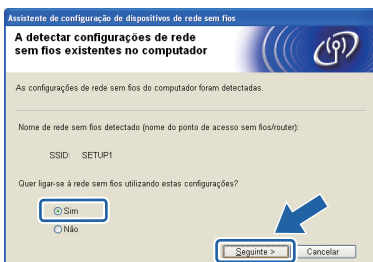 Assistente de configuração de dispositivos de rede sem fios
A detectar configurações de rede
sem fios existentes no computador
As configurações de rede sem fios do computador foram detectadas.
Nome de rede sem fios detectado (nome do ponto de acesso sem fios/router):
SSID: SETUP1
Quer ligar-se à rede sem fios utilizando estas configurações?
Sim
Não
Seguinte > Cancelar